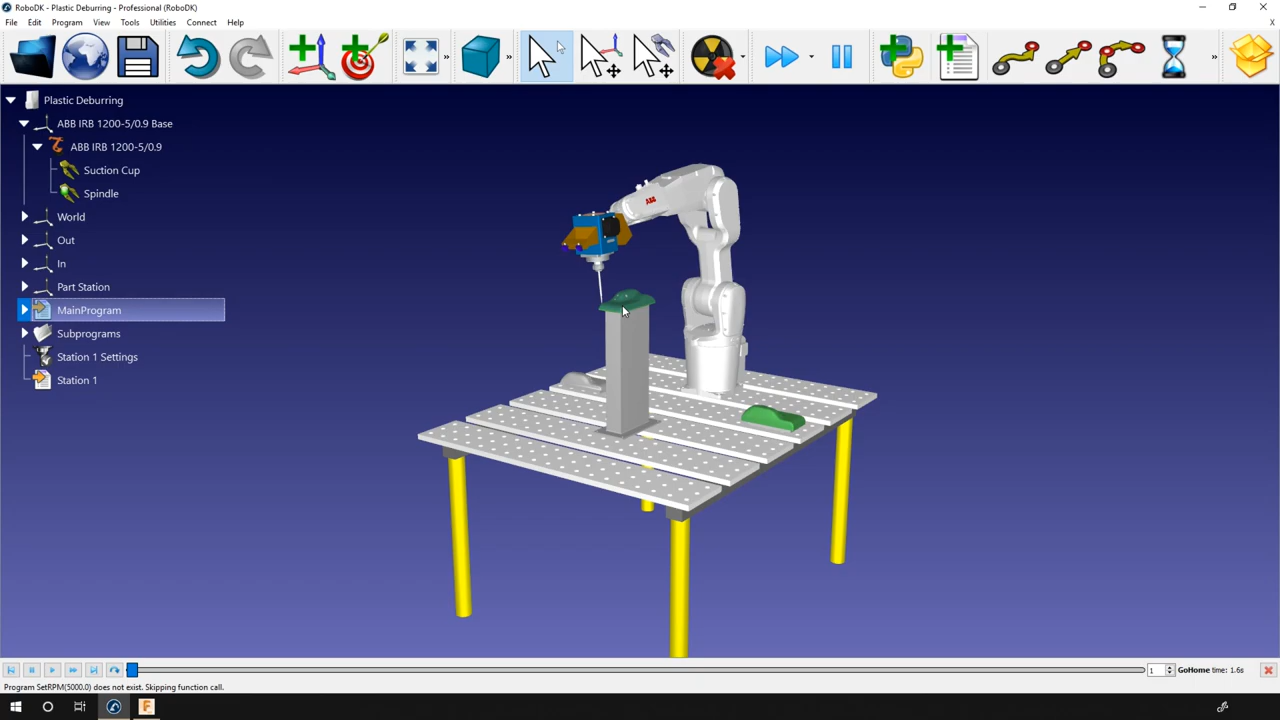 RoboDK - Plastic Deburring - Professional (RoboDK)
File Edit Program View Tools Utilities Connect Help
Plastic Deburring
ABB IRB 1200-5/0.9 Base
ABB IRB 1200-5/0.9
Suction Cup
Spindle
World
Out
In
Part Station
MainProgram
Subprograms
Station 1 Settings
Station 1
ABB
1 GoHome time: 1.6s
Program SetRPM(5000.0) does not exist. Skipping function call.